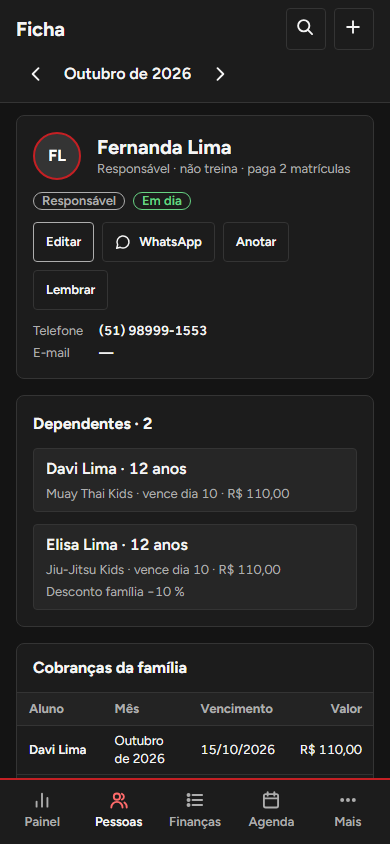 Ficha
Outubro de 2026
FL
Fernanda Lima
Responsável · não treina · paga 2 matrículas
Responsável
Em dia
Editar
WhatsApp
Anotar
Lembrar
Telefone (51) 98999-1553
E-mail —
Dependentes · 2
Davi Lima · 12 anos
Muay Thai Kids · vence dia 10 · R$ 110,00
Elisa Lima · 12 anos
Jiu-Jitsu Kids · vence dia 10 · R$ 110,00
Desconto família −10 %
Cobranças da família
Aluno Mês Vencimento Valor
Davi Lima Outubro de 2026 15/10/2026 R$ 110,00
Painel Pessoas Finanças Agenda Mais